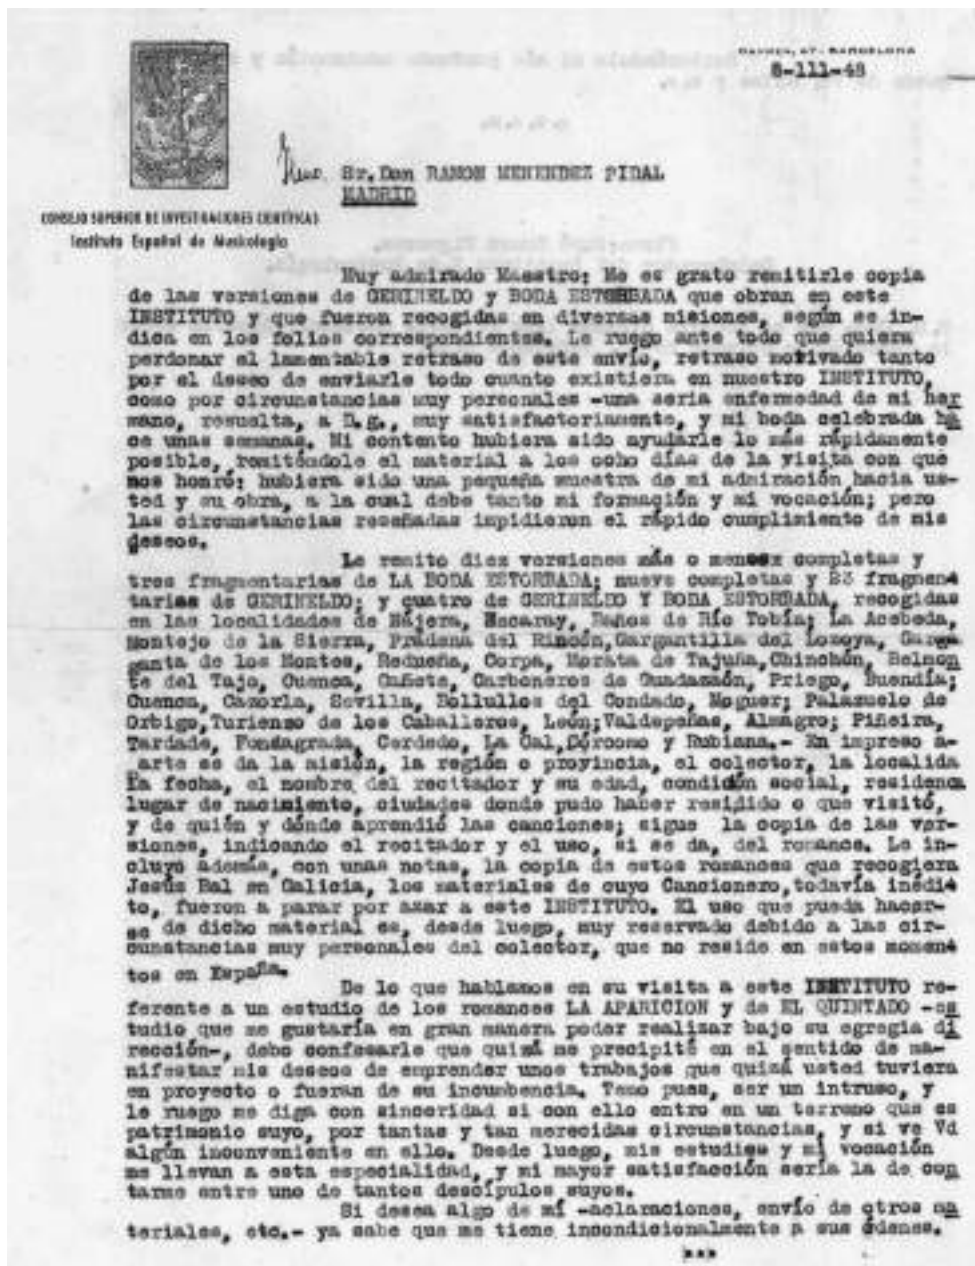 8-111-48
Sr. Don RAMON MENENDEZ PIDAL
MADRID
CONSEJO SUPERIOR DE INVESTIGACIONES CIENTÍFICAS
Instituto Español de Musicología
Muy admirado Maestro: Me es grato remitirle copia
de las versiones de GERINELDO y BODA ESTORBADA que obran en este
INSTITUTO y que fueron recogidas en diversas misiones, según se in-
dica en los folios correspondientes. Le ruego ante todo que quiera
perdonar el lamentable retraso de este envío, retraso motivado tanto
por el deseo de enviarle todo cuanto existiera en nuestro INSTITUTO,
como por circunstancias muy personales -una seria enfermedad de mi her
mano, resuelta, a D.g., muy satisfactoriamente, y mi boda celebrada ha
ce unas semanas. Mi contento hubiera sido ayudarle lo más rápidamente
posible, remiténdole el material a los ocho días de la visita con que
nos honró: hubiera sido una pequeña muestra de mi admiración hacia us-
ted y su obra, a la cual debe tanto mi formación y mi vocación; pero
las circunstancias reseñadas impidieron el rápido cumplimiento de mis
deseos.
Le remito diez versiones más o menos completas y
tres fragmentarias de LA BODA ESTORBADA; nueve completas y 23 fragmen
tarias de GERINELDO; y cuatro de GERINELDO Y BODA ESTORBADA, recogidas
en las localidades de Nájera, Ezcaray, Baños de Río Tobía; La Acebeda,
Montejo de la Sierra, Prádena del Rincón, Gargantilla del Lozoya, Garga
ganta de los Montes, Redueña, Corpa, Morata de Tajuña, Chinchón, Belmon
te del Tajo, Cuenca, Cañete, Carboneros de Guadazaón, Priego, Buendía;
Cuenca, Cazorla, Sevilla, Bollullos del Condado, Moguer; Palazuelo de
Orbigo, Turienzo de los Caballeros, León; Valdepeñas, Almagro; Piñeira,
Tardade, Fonsagrada, Cerdedo, La Cal, Córcomo y Rubiana.- En impreso a-
arte se da la misión, la región o provincia, el colector, la localida
la fecha, el nombre del recitador y su edad, condición social, residenca
lugar de nacimiento, ciudades donde pudo haber residido o que visitó,
y de quién y dónde aprendió las canciones; sigue la copia de las ver-
siones, indicando el recitador y el uso, si se da, del romance. Le in-
cluyo además, con unas notas, la copia de estos romances que recogiera
Jesús Bal en Galicia, los materiales de cuyo Cancionero, todavía inédi
to, fueron a parar por azar a este INSTITUTO. El uso que pueda hacer-
se de dicho material es, desde luego, muy reservado debido a las cir-
cunstancias muy personales del colector, que no reside en estos momen
tos en España.
De lo que hablamos en su visita a este INSTITUTO re-
ferente a un estudio de los romances LA APARICION y de EL QUINTADO -es
tudio que me gustaría en gran manera poder realizar bajo su egregia di
rección-, debo confesarle que quizá me precipité en el sentido de ma-
nifestar mis deseos de emprender unos trabajos que quizá usted tuviera
en proyecto o fueran de su incumbencia. Temo pues, ser un intruso, y
le ruego me diga con sinceridad si con ello entro en un terreno que es
patrimonio suyo, por tantas y tan merecidas circunstancias, y si ve Vd
algún inconveniente en ello. Desde luego, mis estudios y mi vocación
me llevan a esta especialidad, y mi mayor satisfacción sería la de con
tarme entre uno de tantos descípulos suyos.
Si desea algo de mí -aclaraciones, envío de otros ma
teriales, etc.- ya sabe que me tiene incondicionalmente a sus ódenes.
...